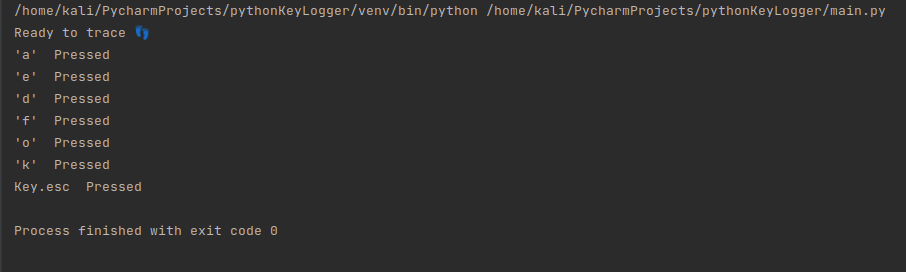 /home/kali/PycharmProjects/pythonKeyLogger/venv/bin/python /home/kali/PycharmProjects/pythonKeyLogger/main.py
Ready to trace 👣
'a'  Pressed
'e'  Pressed
'd'  Pressed
'f'  Pressed
'o'  Pressed
'k'  Pressed
Key.esc  Pressed
Process finished with exit code 0